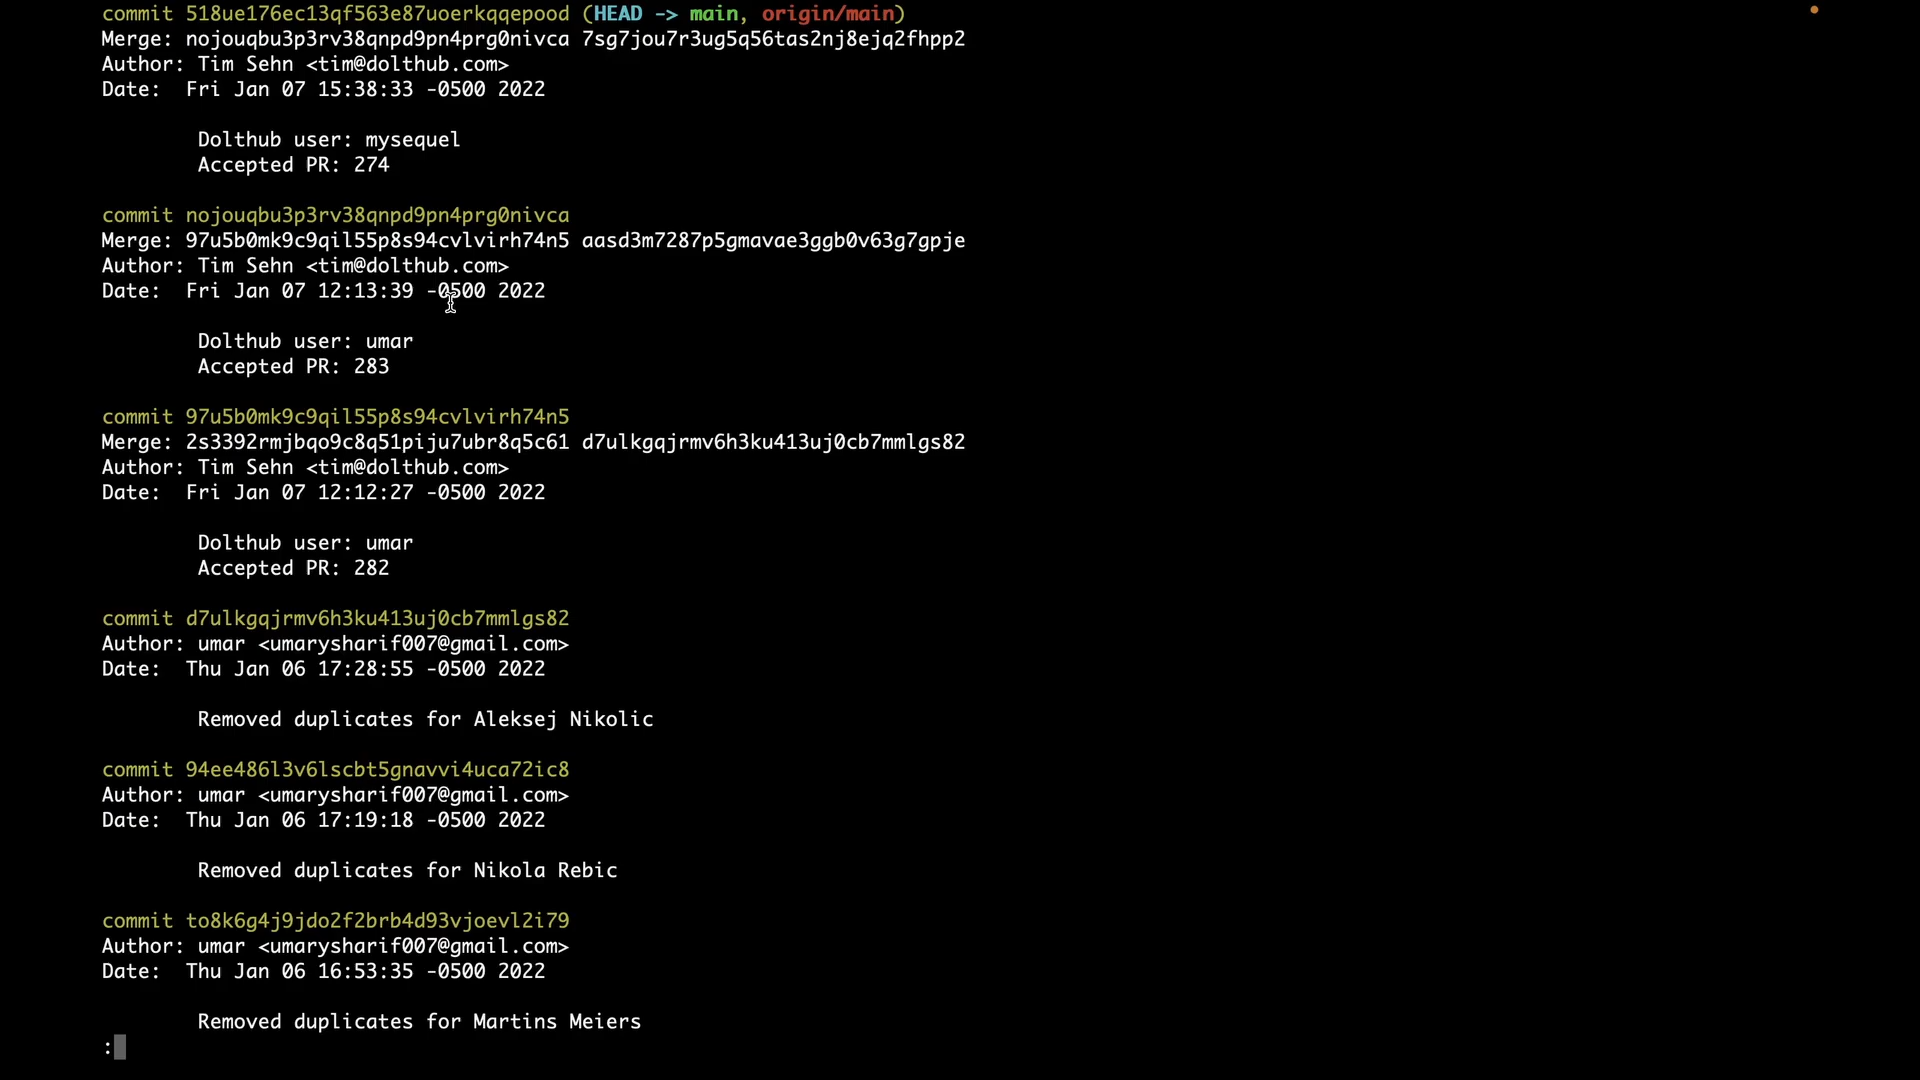 commit 518ue176ec13qf563e87uoerkqqepood (HEAD -> main, origin/main)
Merge: nojouqbu3p3rv38qnpd9pn4prg0nivca 7sg7jou7r3ug5q56tas2nj8ejq2fhpp2
Author: Tim Sehn <tim@dolthub.com>
Date:  Fri Jan 07 15:38:33 -0500 2022
Dolthub user: mysequel
Accepted PR: 274
commit nojouqbu3p3rv38qnpd9pn4prg0nivca
Merge: 97u5b0mk9c9qil55p8s94cvlvirh74n5 aasd3m7287p5gmavae3ggb0v63g7gpje
Author: Tim Sehn <tim@dolthub.com>
Date:  Fri Jan 07 12:13:39 -0500 2022
Dolthub user: umar
Accepted PR: 283
commit 97u5b0mk9c9qil55p8s94cvlvirh74n5
Merge: 2s3392rmjbqo9c8q51piju7ubr8q5c61 d7ulkgqjrmv6h3ku413uj0cb7mmlgs82
Author: Tim Sehn <tim@dolthub.com>
Date:  Fri Jan 07 12:12:27 -0500 2022
Dolthub user: umar
Accepted PR: 282
commit d7ulkgqjrmv6h3ku413uj0cb7mmlgs82
Author: umar <umarysharif007@gmail.com>
Date:  Thu Jan 06 17:28:55 -0500 2022
Removed duplicates for Aleksej Nikolic
commit 94ee486l3v6lscbt5gnavvi4uca72ic8
Author: umar <umarysharif007@gmail.com>
Date:  Thu Jan 06 17:19:18 -0500 2022
Removed duplicates for Nikola Rebic
commit to8k6g4j9jdo2f2brb4d93vjoevl2i79
Author: umar <umarysharif007@gmail.com>
Date:  Thu Jan 06 16:53:35 -0500 2022
Removed duplicates for Martins Meiers
: